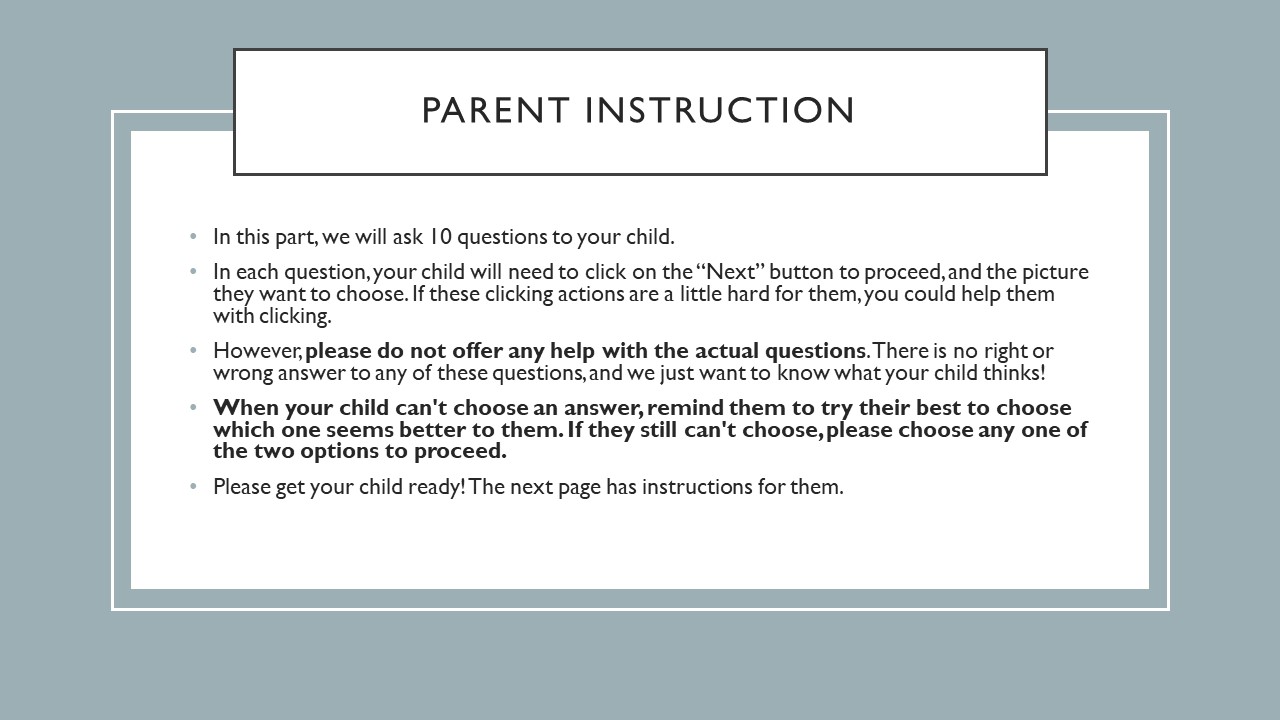 PARENT INSTRUCTION
• In this part, we will ask 10 questions to your child.
• In each question, your child will need to click on the “Next” button to proceed, and the picture
they want to choose. If these clicking actions are a little hard for them, you could help them
with clicking.
• However, please do not offer any help with the actual questions. There is no right or
wrong answer to any of these questions, and we just want to know what your child thinks!
• When your child can't choose an answer, remind them to try their best to choose
which one seems better to them. If they still can't choose, please choose any one of
the two options to proceed.
• Please get your child ready! The next page has instructions for them.